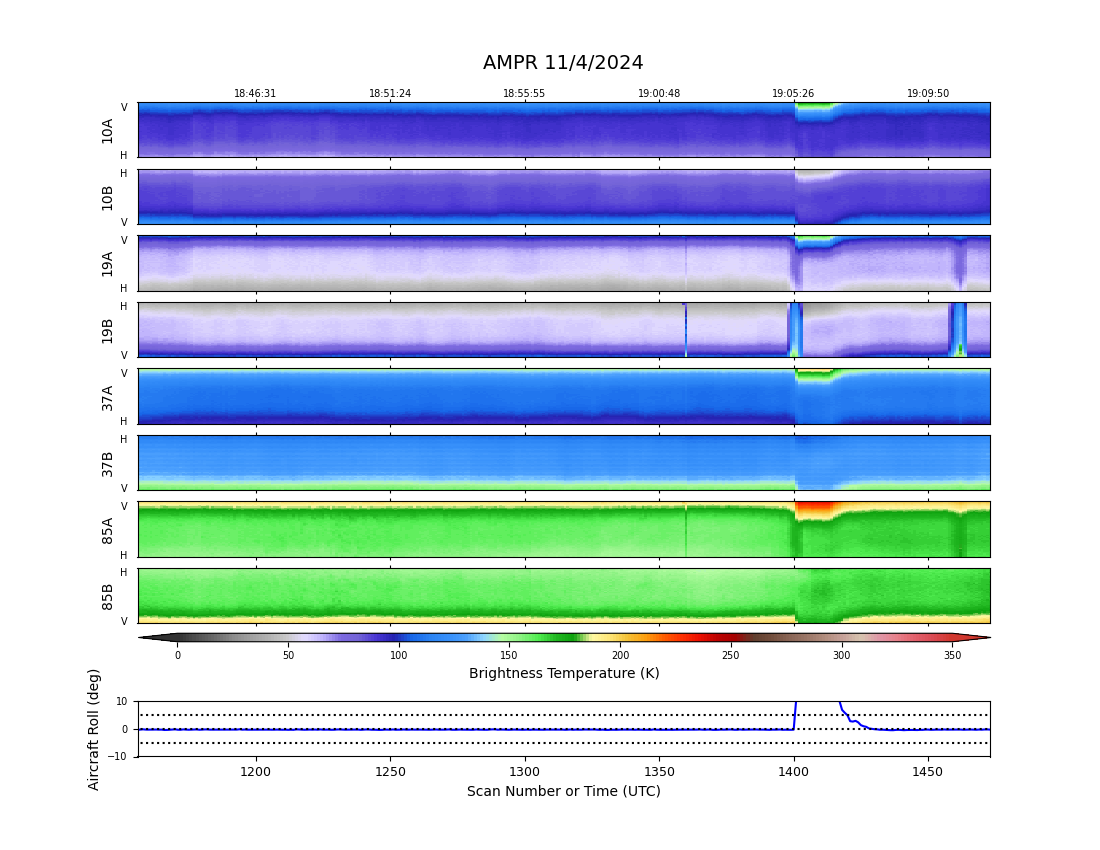 AMPR 11/4/2024
18:46:31 18:51:24 18:55:55 19:00:48 19:05:26 19:09:50
V
10A
H
H
10B
V
V
19A
H
H
19B
V
V
37A
H
H
37B
V
V
85A
H
H
85B
V
0 50 100 150 200 250 300 350
Brightness Temperature (K)
Aircraft Roll (deg)
10
0
−10
1200 1250 1300 1350 1400 1450
Scan Number or Time (UTC)